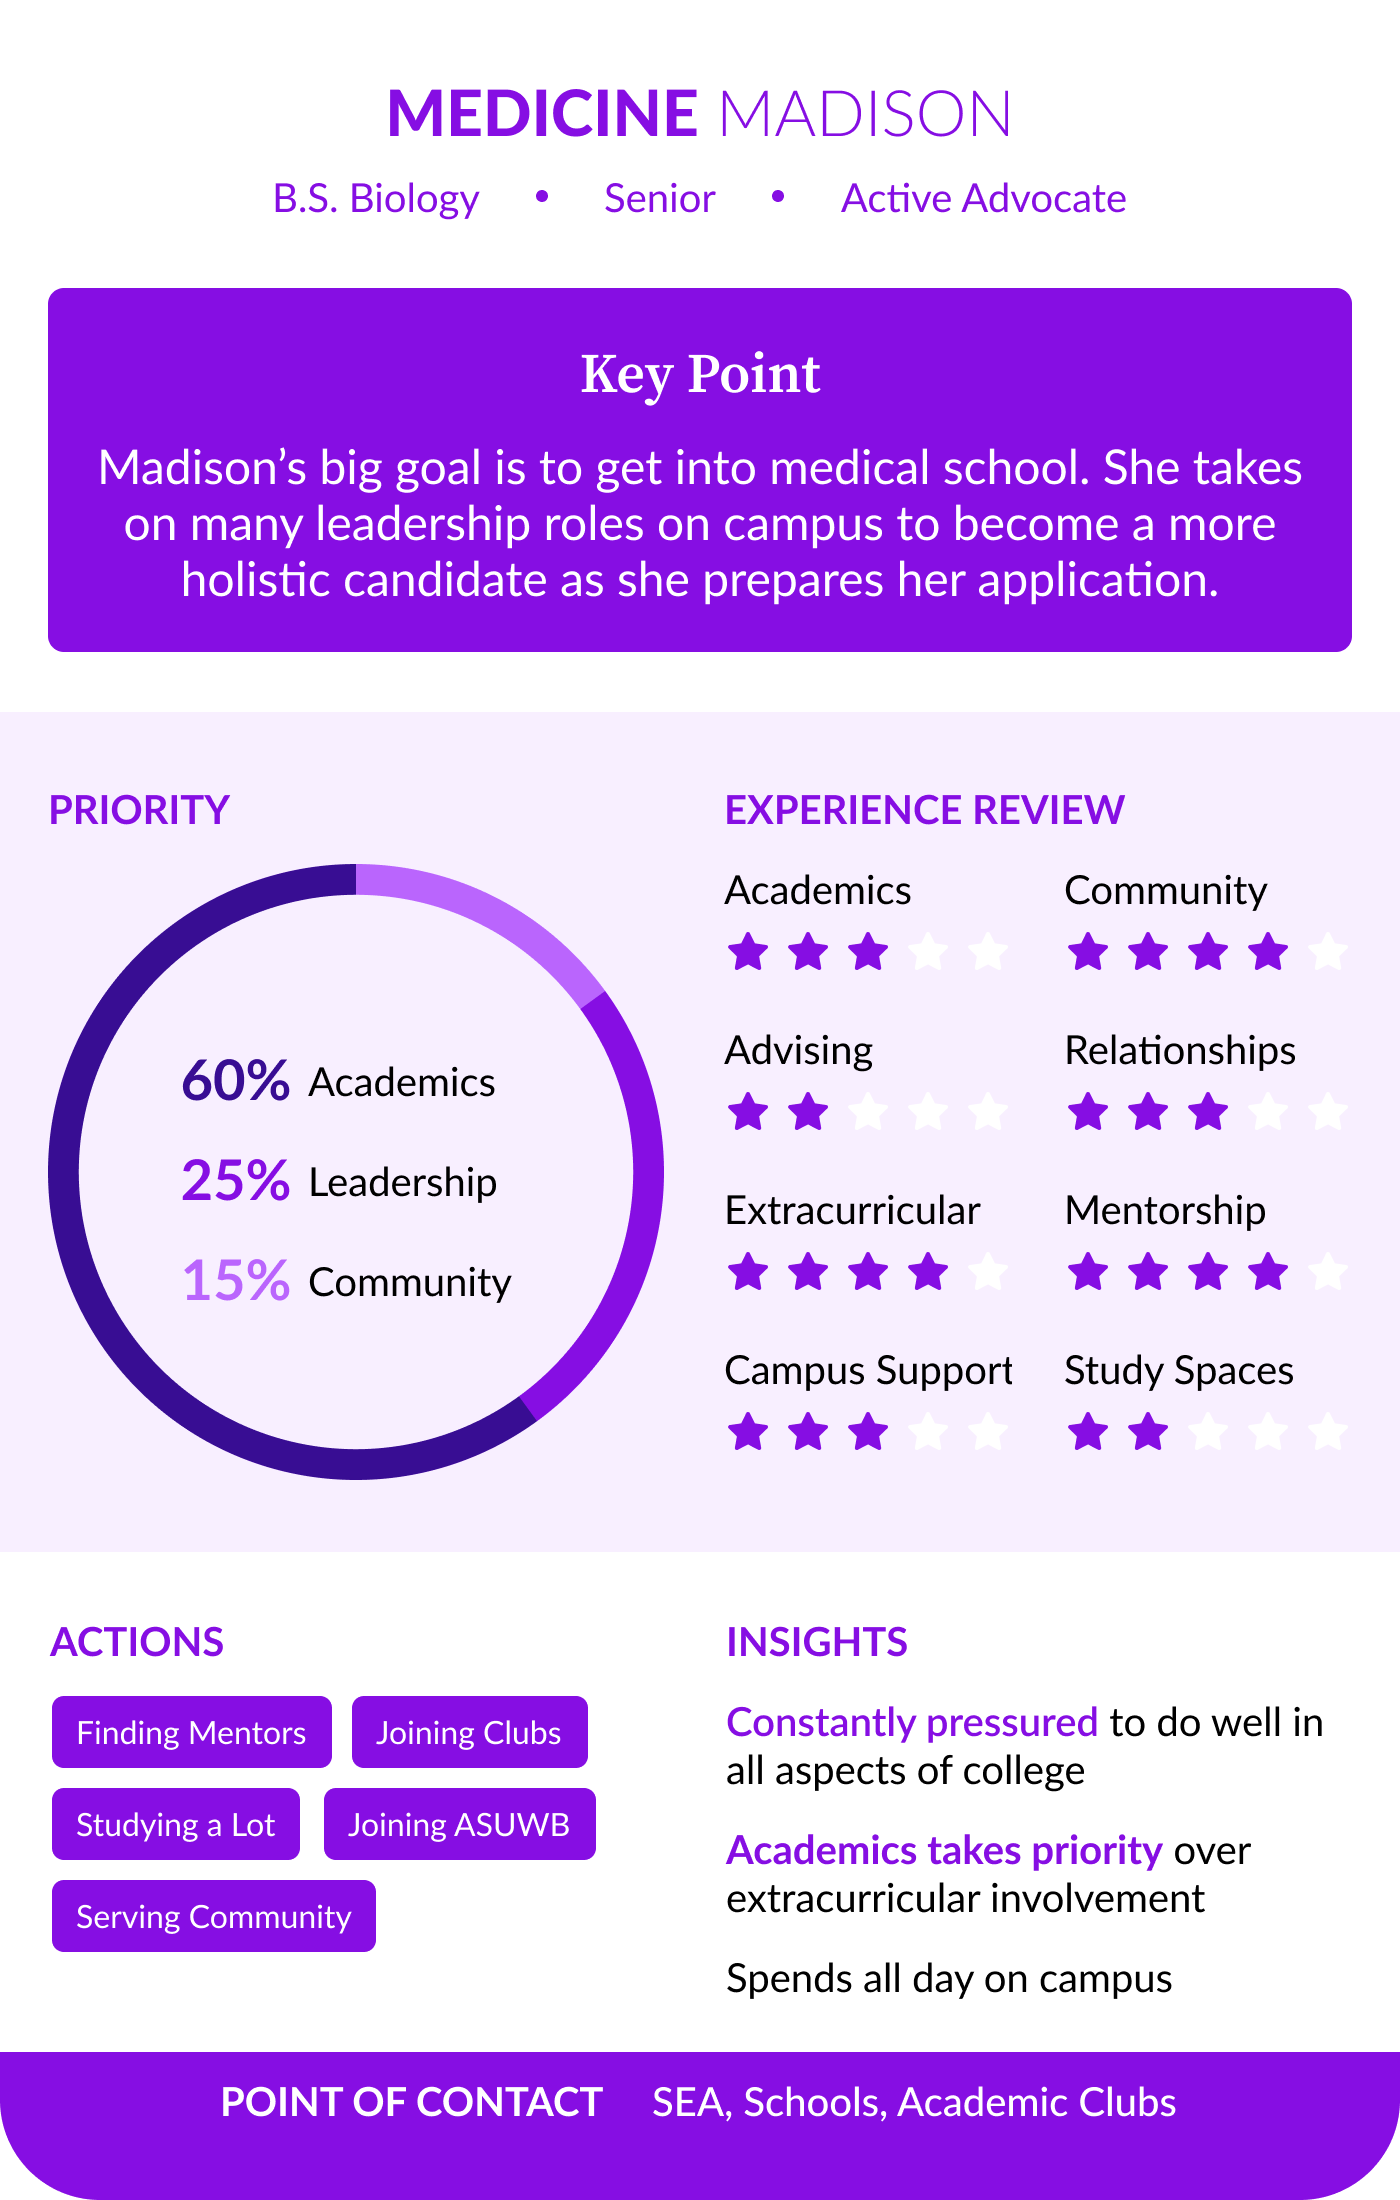 MEDICINE MADISON
B.S. Biology • Senior • Active Advocate
Key Point
Madison’s big goal is to get into medical school. She takes
on many leadership roles on campus to become a more
holistic candidate as she prepares her application.
PRIORITY
60% Academics
25% Leadership
15% Community
EXPERIENCE REVIEW
Academics Community
Advising Relationships
Extracurricular Mentorship
Campus Support Study Spaces
ACTIONS
Finding Mentors Joining Clubs
Studying a Lot Joining ASUWB
Serving Community
INSIGHTS
Constantly pressured to do well in
all aspects of college
Academics takes priority over
extracurricular involvement
Spends all day on campus
POINT OF CONTACT SEA, Schools, Academic Clubs